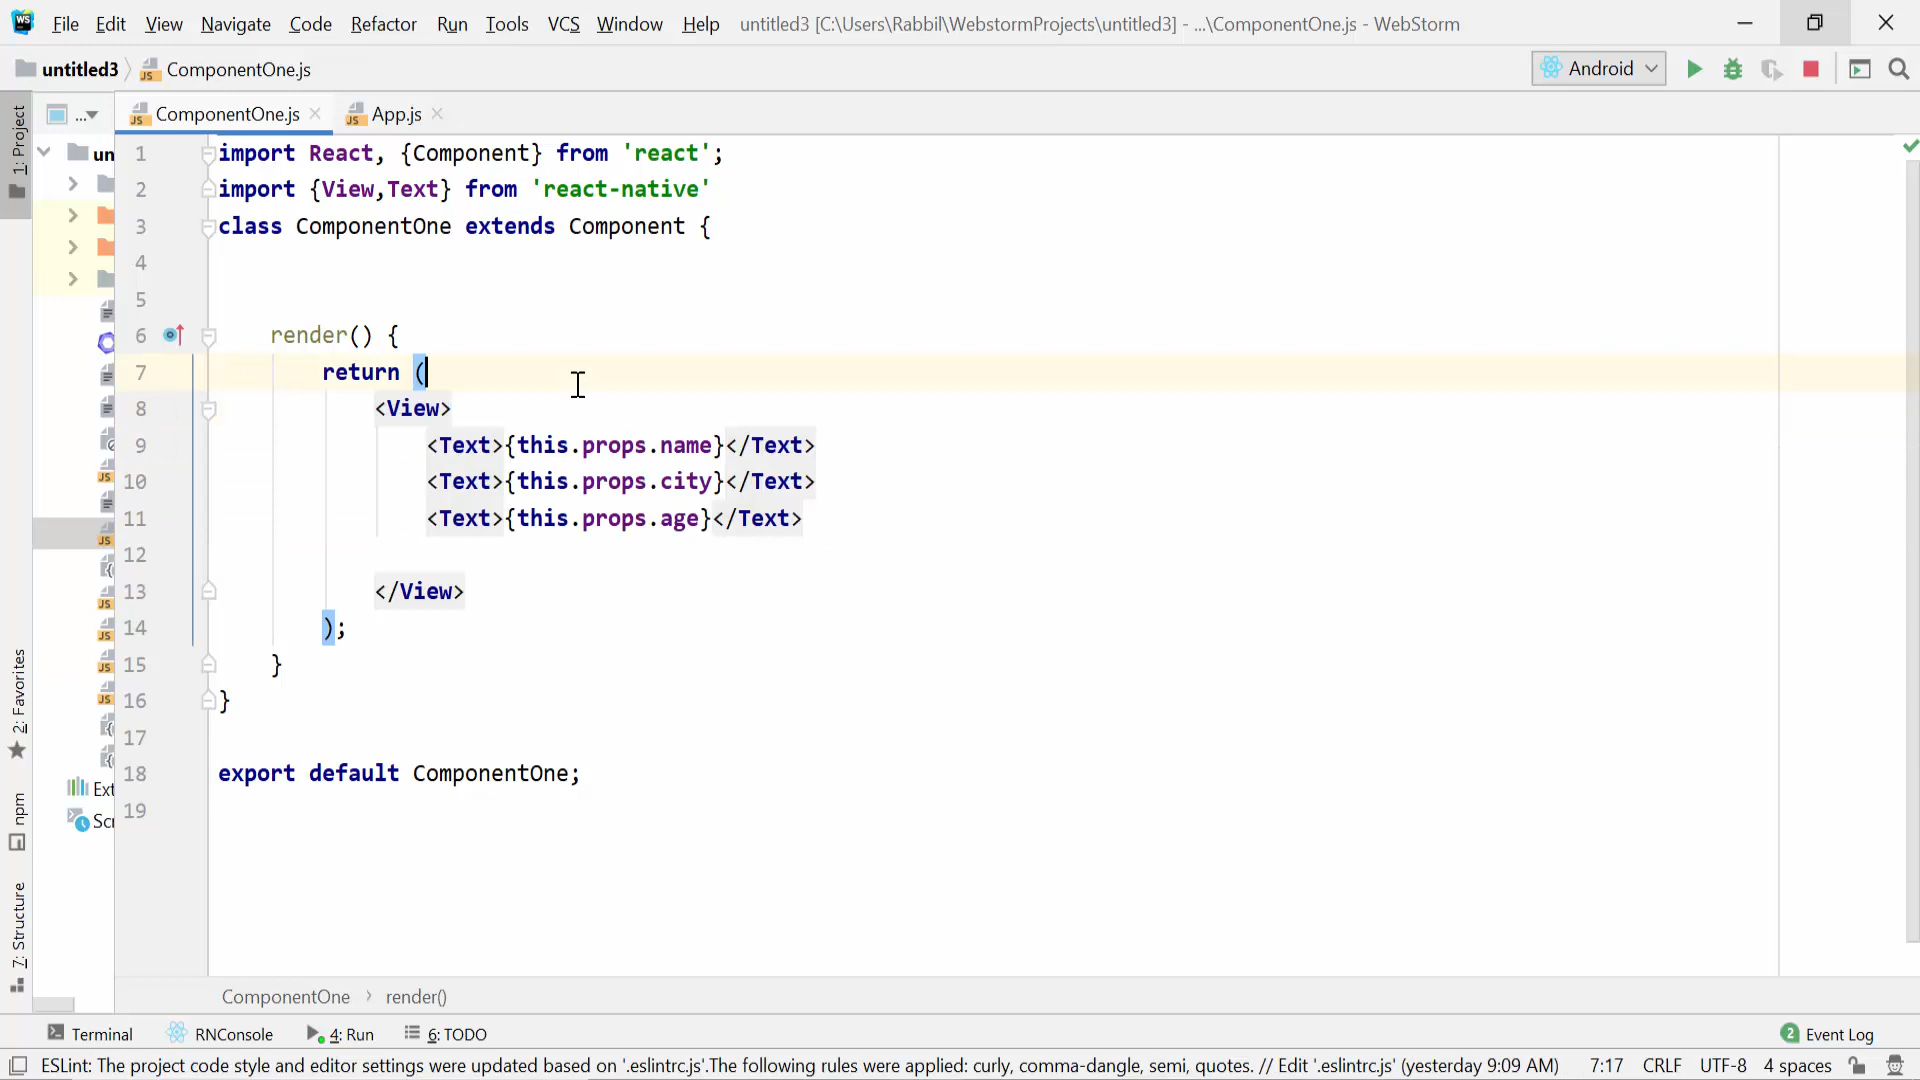 File Edit View Navigate Code Refactor Run Tools VCS Window Help untitled3 [C:\Users\Rabbil\WebstormProjects\untitled3] - ...\ComponentOne.js - WebStorm
untitled3 ComponentOne.js Android
1: Project
...
ComponentOne.js App.js
un
1 import React, {Component} from 'react';
2 import {View,Text} from 'react-native'
3 class ComponentOne extends Component {
4
5
6 render() {
7 return (
8 <View>
9 <Text>{this.props.name}</Text>
10 <Text>{this.props.city}</Text>
11 <Text>{this.props.age}</Text>
12
13 </View>
14 );
15 }
16 }
17
18 export default ComponentOne;
19
Ext
Scr
2: Favorites
npm
7: Structure
ComponentOne › render()
Terminal RNConsole 4: Run 6: TODO 2 Event Log
ESLint: The project code style and editor settings were updated based on '.eslintrc.js'.The following rules were applied: curly, comma-dangle, semi, quotes. // Edit '.eslintrc.js' (yesterday 9:09 AM) 7:17 CRLF UTF-8 4 spaces